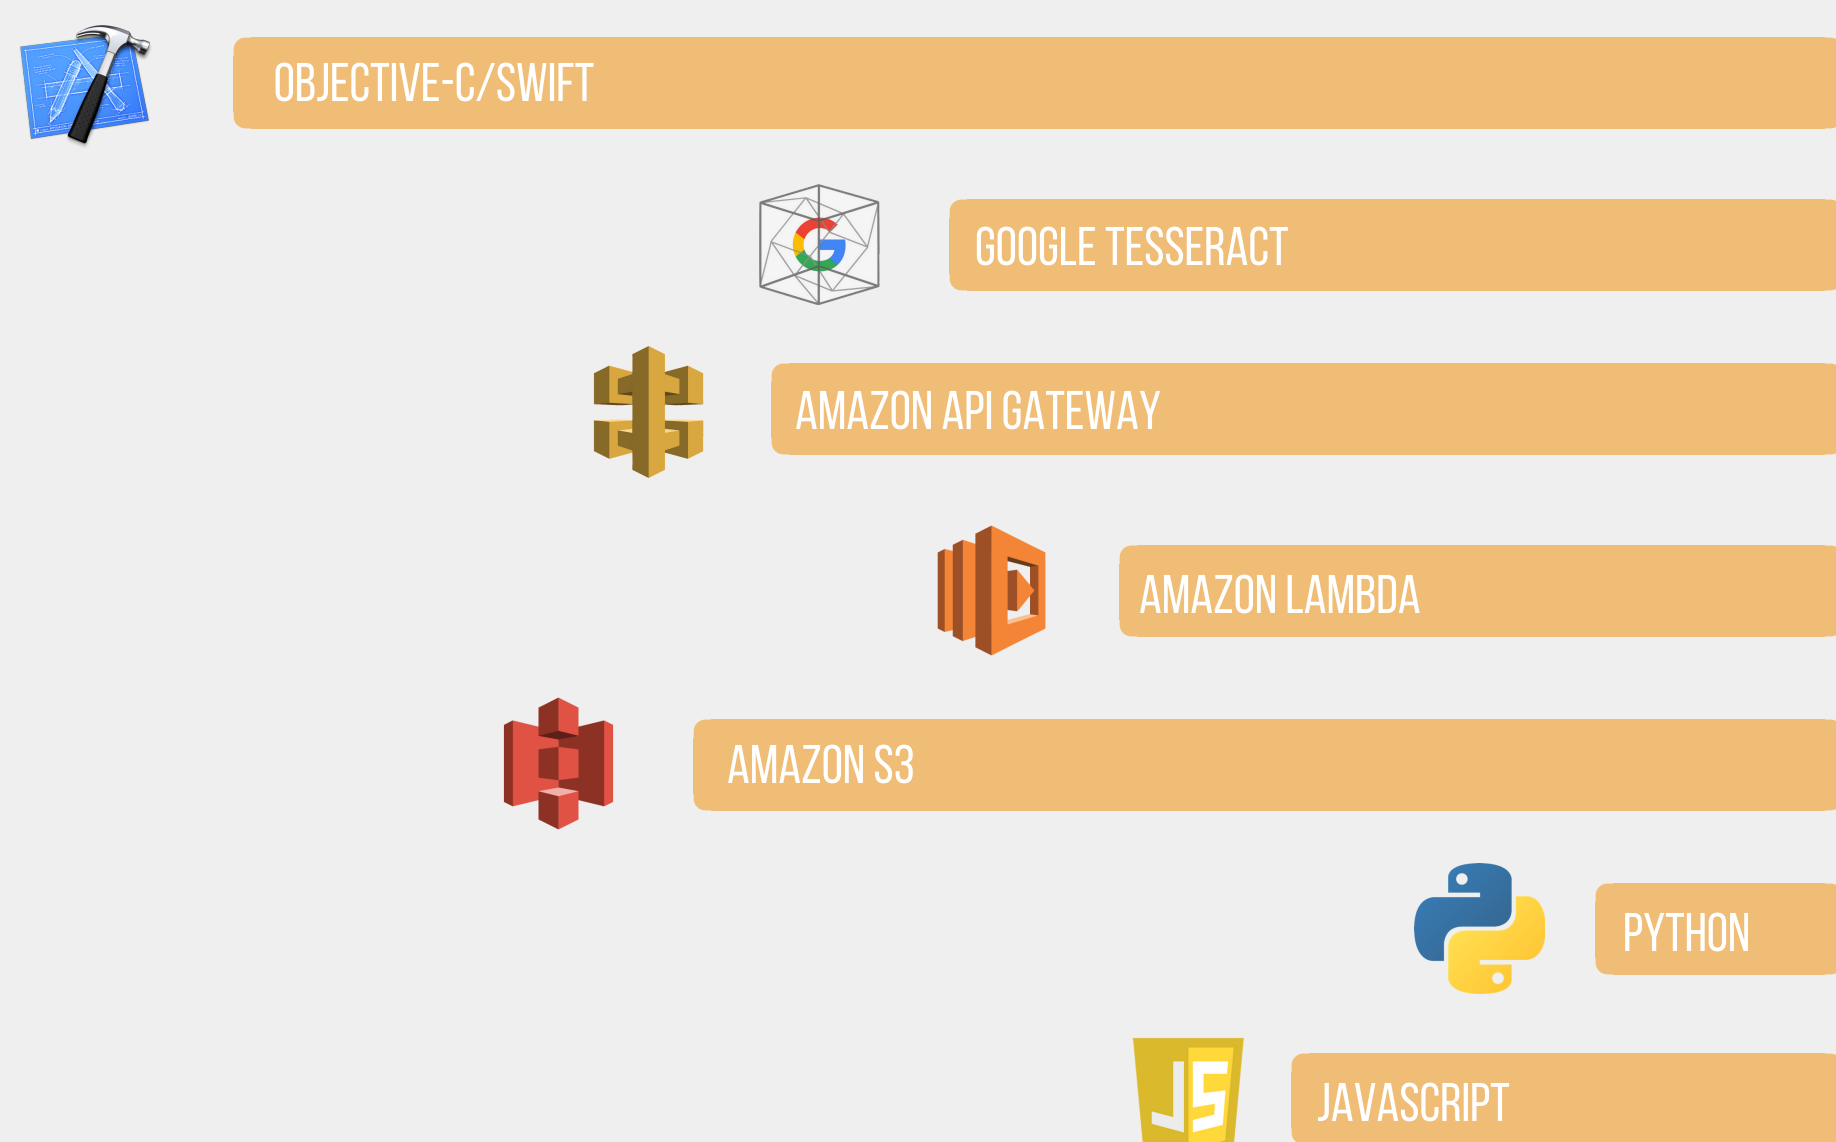 OBJECTIVE-C/SWIFT
G
GOOGLE TESSERACT
AMAZON API GATEWAY
AMAZON LAMBDA
AMAZON S3
PYTHON
JS
JAVASCRIPT